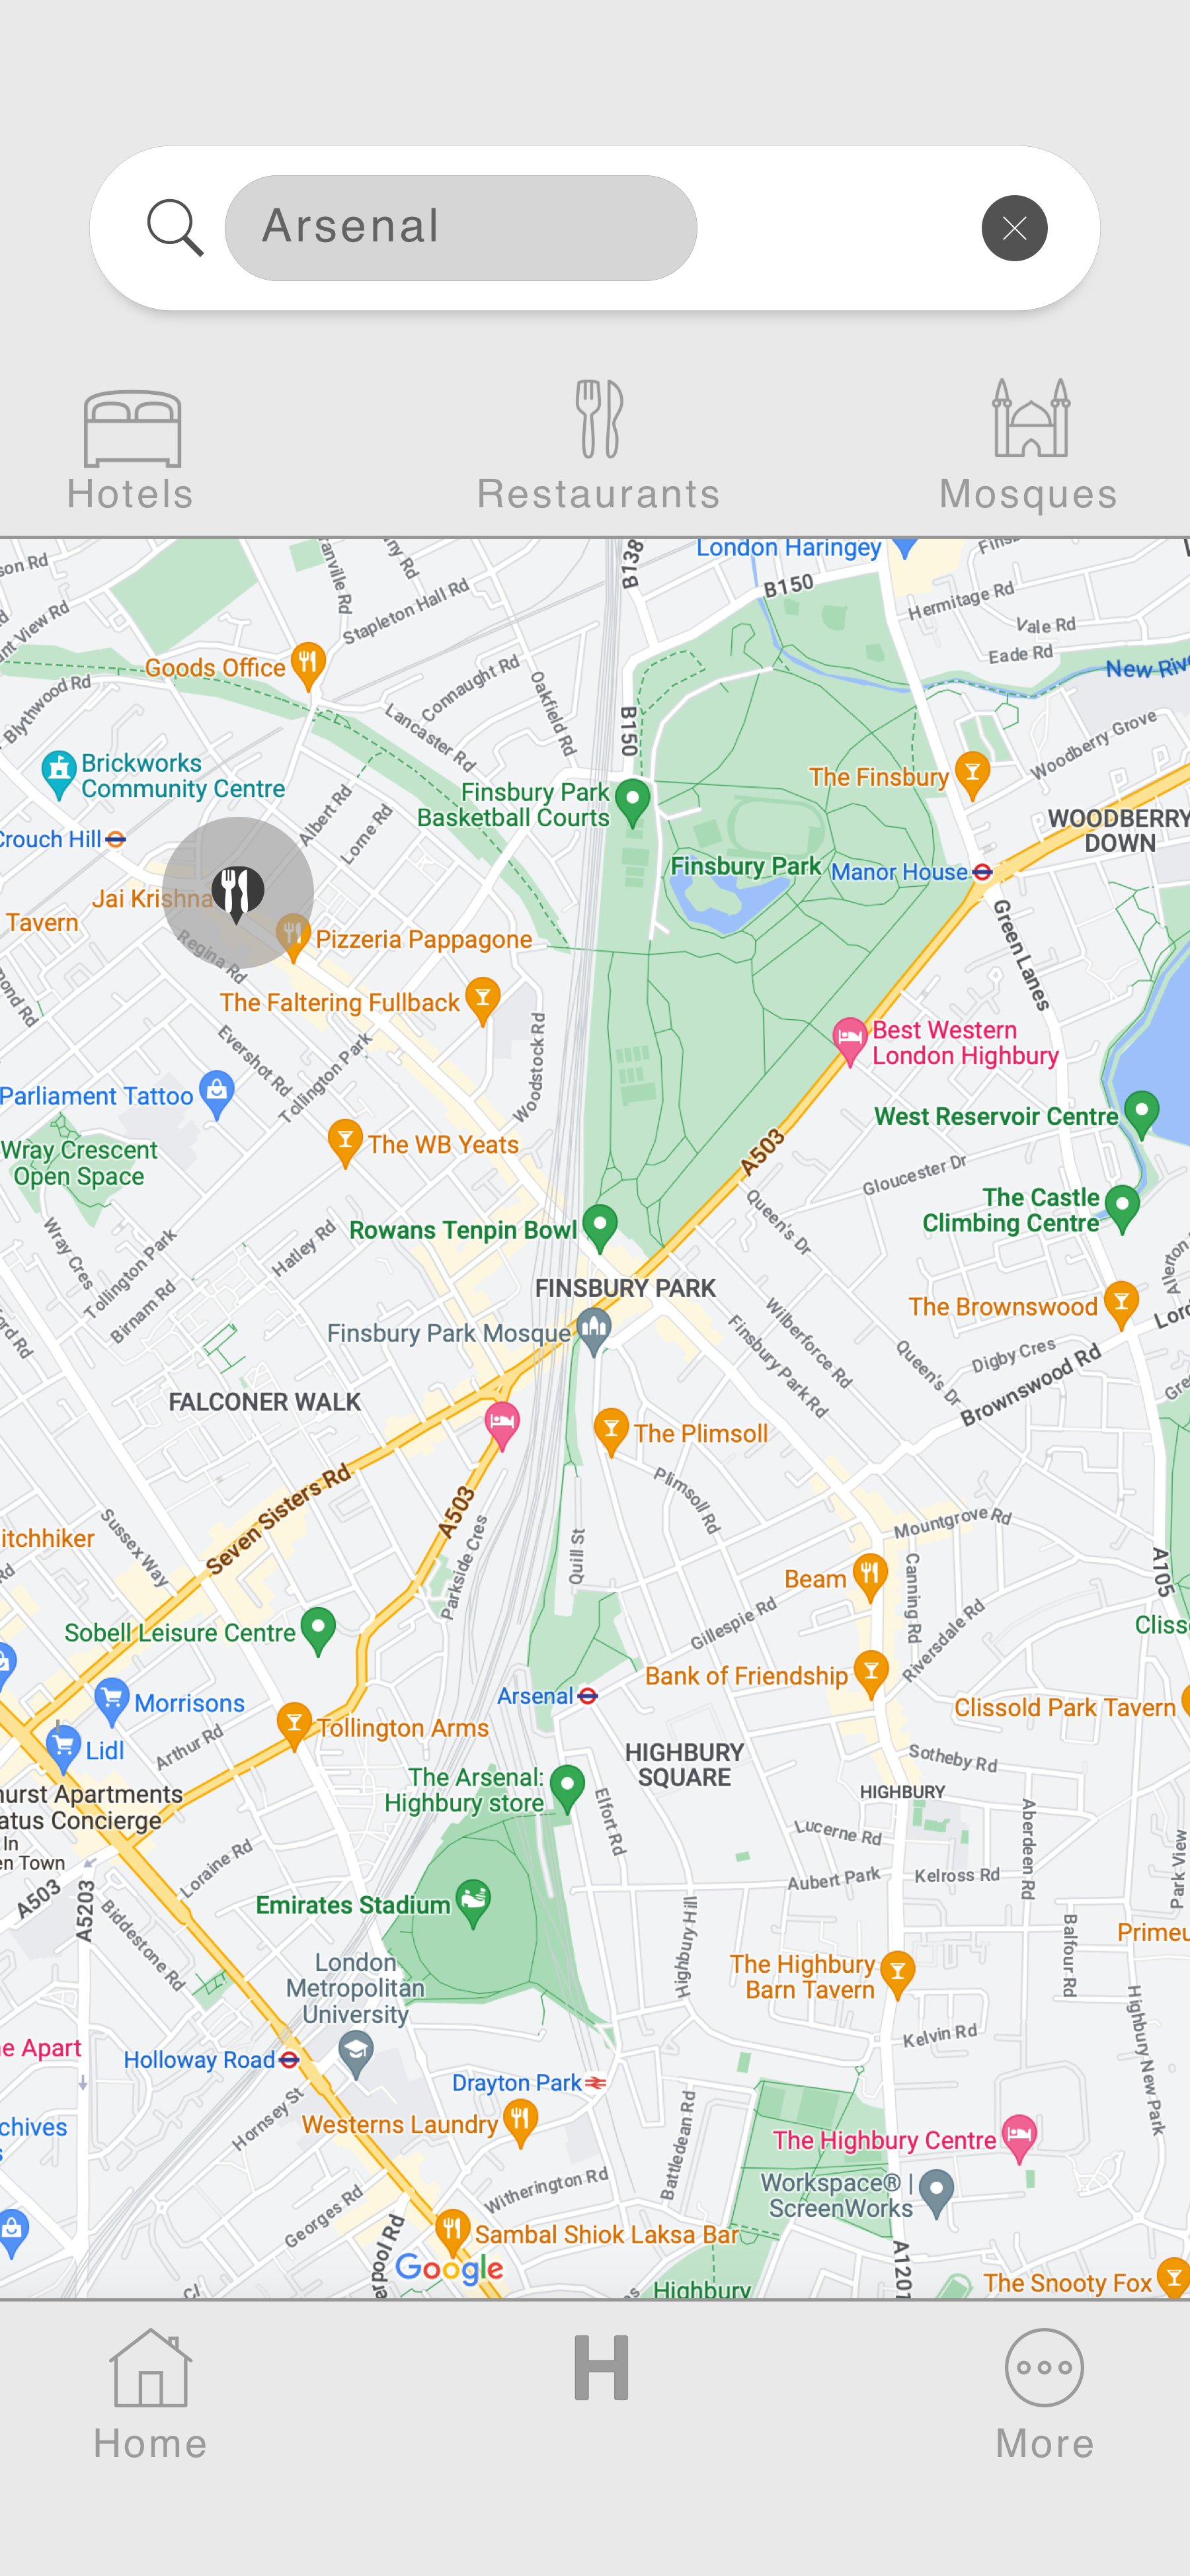 Arsenal
Hotels
Restaurants
Mosques
London Haringey
B138
B150
Hermitage Rd
Vale Rd
Eade Rd
Stapleton Hall Rd
Goods Office
Blythwood Rd
Connaught Rd
Lancaster Rd
Oakfield Rd
B150
Woodberry Grove
Brickworks
Community Centre
Finsbury Park
Basketball Courts
The Finsbury
WOODBERRY
DOWN
Albert Rd
Lorne Rd
Crouch Hill
Finsbury Park
Manor House
Jai Krishna
Tavern
Regina Rd
Pizzeria Pappagone
Green Lanes
The Faltering Fullback
Evershot Rd
Tollington Park
Woodstock Rd
Best Western
London Highbury
Parliament Tattoo
West Reservoir Centre
The WB Yeats
Wray Crescent
Open Space
A503
Gloucester Dr
Queen's Dr
The Castle
Climbing Centre
Wray Cres
Tollington Park
Birnam Rd
Hatley Rd
Rowans Tenpin Bowl
FINSBURY PARK
The Brownswood
Finsbury Park Mosque
Wilberforce Rd
Finsbury Park Rd
Queen's Dr
Digby Cres
Brownswood Rd
FALCONER WALK
The Plimsoll
Seven Sisters Rd
A503
Plimsoll Rd
Sussex Way
Parkside Cres
Quill St
Mountgrove Rd
A105
Beam
Canning Rd
Gillespie Rd
Riversdale Rd
Sobell Leisure Centre
Bank of Friendship
Arsenal
Morrisons
Clissold Park Tavern
Tollington Arms
Arthur Rd
Lidl
HIGHBURY
SQUARE
Sotheby Rd
The Arsenal:
Highbury store
HIGHBURY
Elfort Rd
Lucerne Rd
Aberdeen Rd
Park View
Loraine Rd
Aubert Park
Kelross Rd
A503
A5203
Emirates Stadium
Biddestone Rd
Highbury Hill
Balfour Rd
London
Metropolitan
University
The Highbury
Barn Tavern
Highbury New Park
Kelvin Rd
Holloway Road
Drayton Park
Hornsey St
Westerns Laundry
Battledean Rd
The Highbury Centre
Workspace® |
ScreenWorks
Witherington Rd
Georges Rd
Sambal Shiok Laksa Bar
A1201
Google
Highbury
The Snooty Fox
H
Home
More